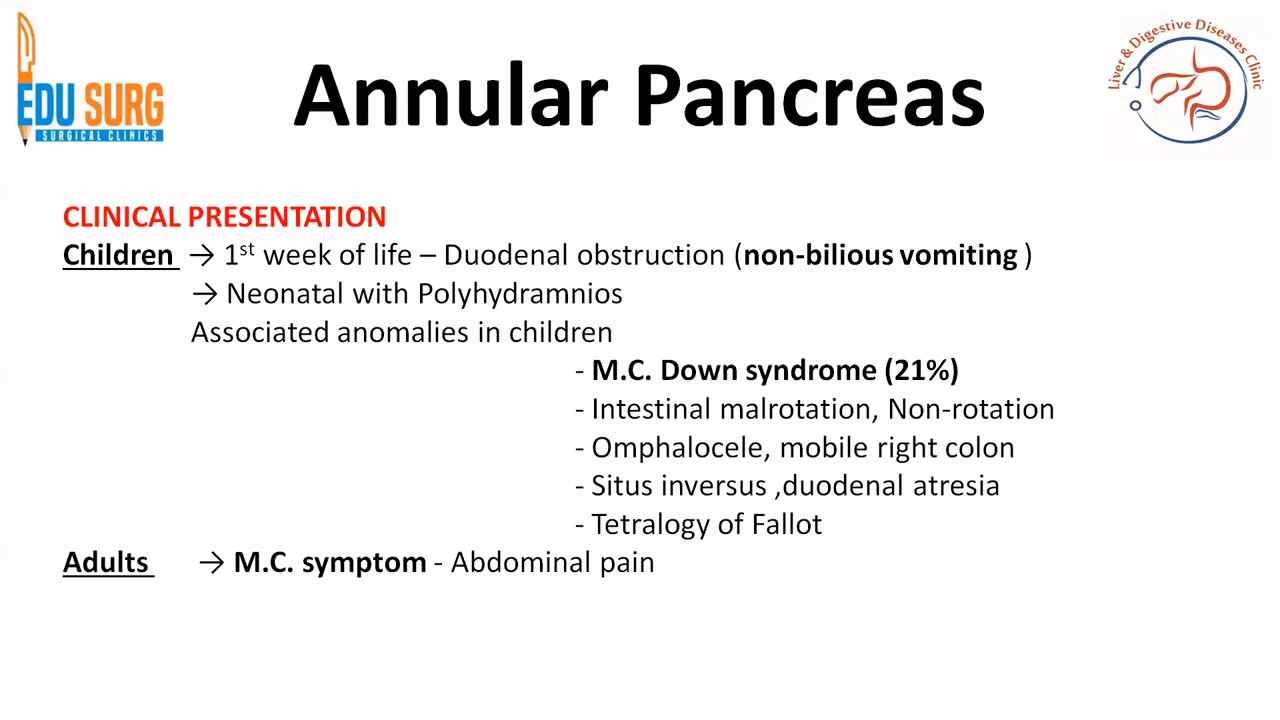 EDU SURG
SURGICAL CLINICS
Annular Pancreas
Liver & Digestive Diseases Clinic
CLINICAL PRESENTATION
Children → 1st week of life – Duodenal obstruction (non-bilious vomiting )
→ Neonatal with Polyhydramnios
Associated anomalies in children
- M.C. Down syndrome (21%)
- Intestinal malrotation, Non-rotation
- Omphalocele, mobile right colon
- Situs inversus ,duodenal atresia
- Tetralogy of Fallot
Adults → M.C. symptom - Abdominal pain